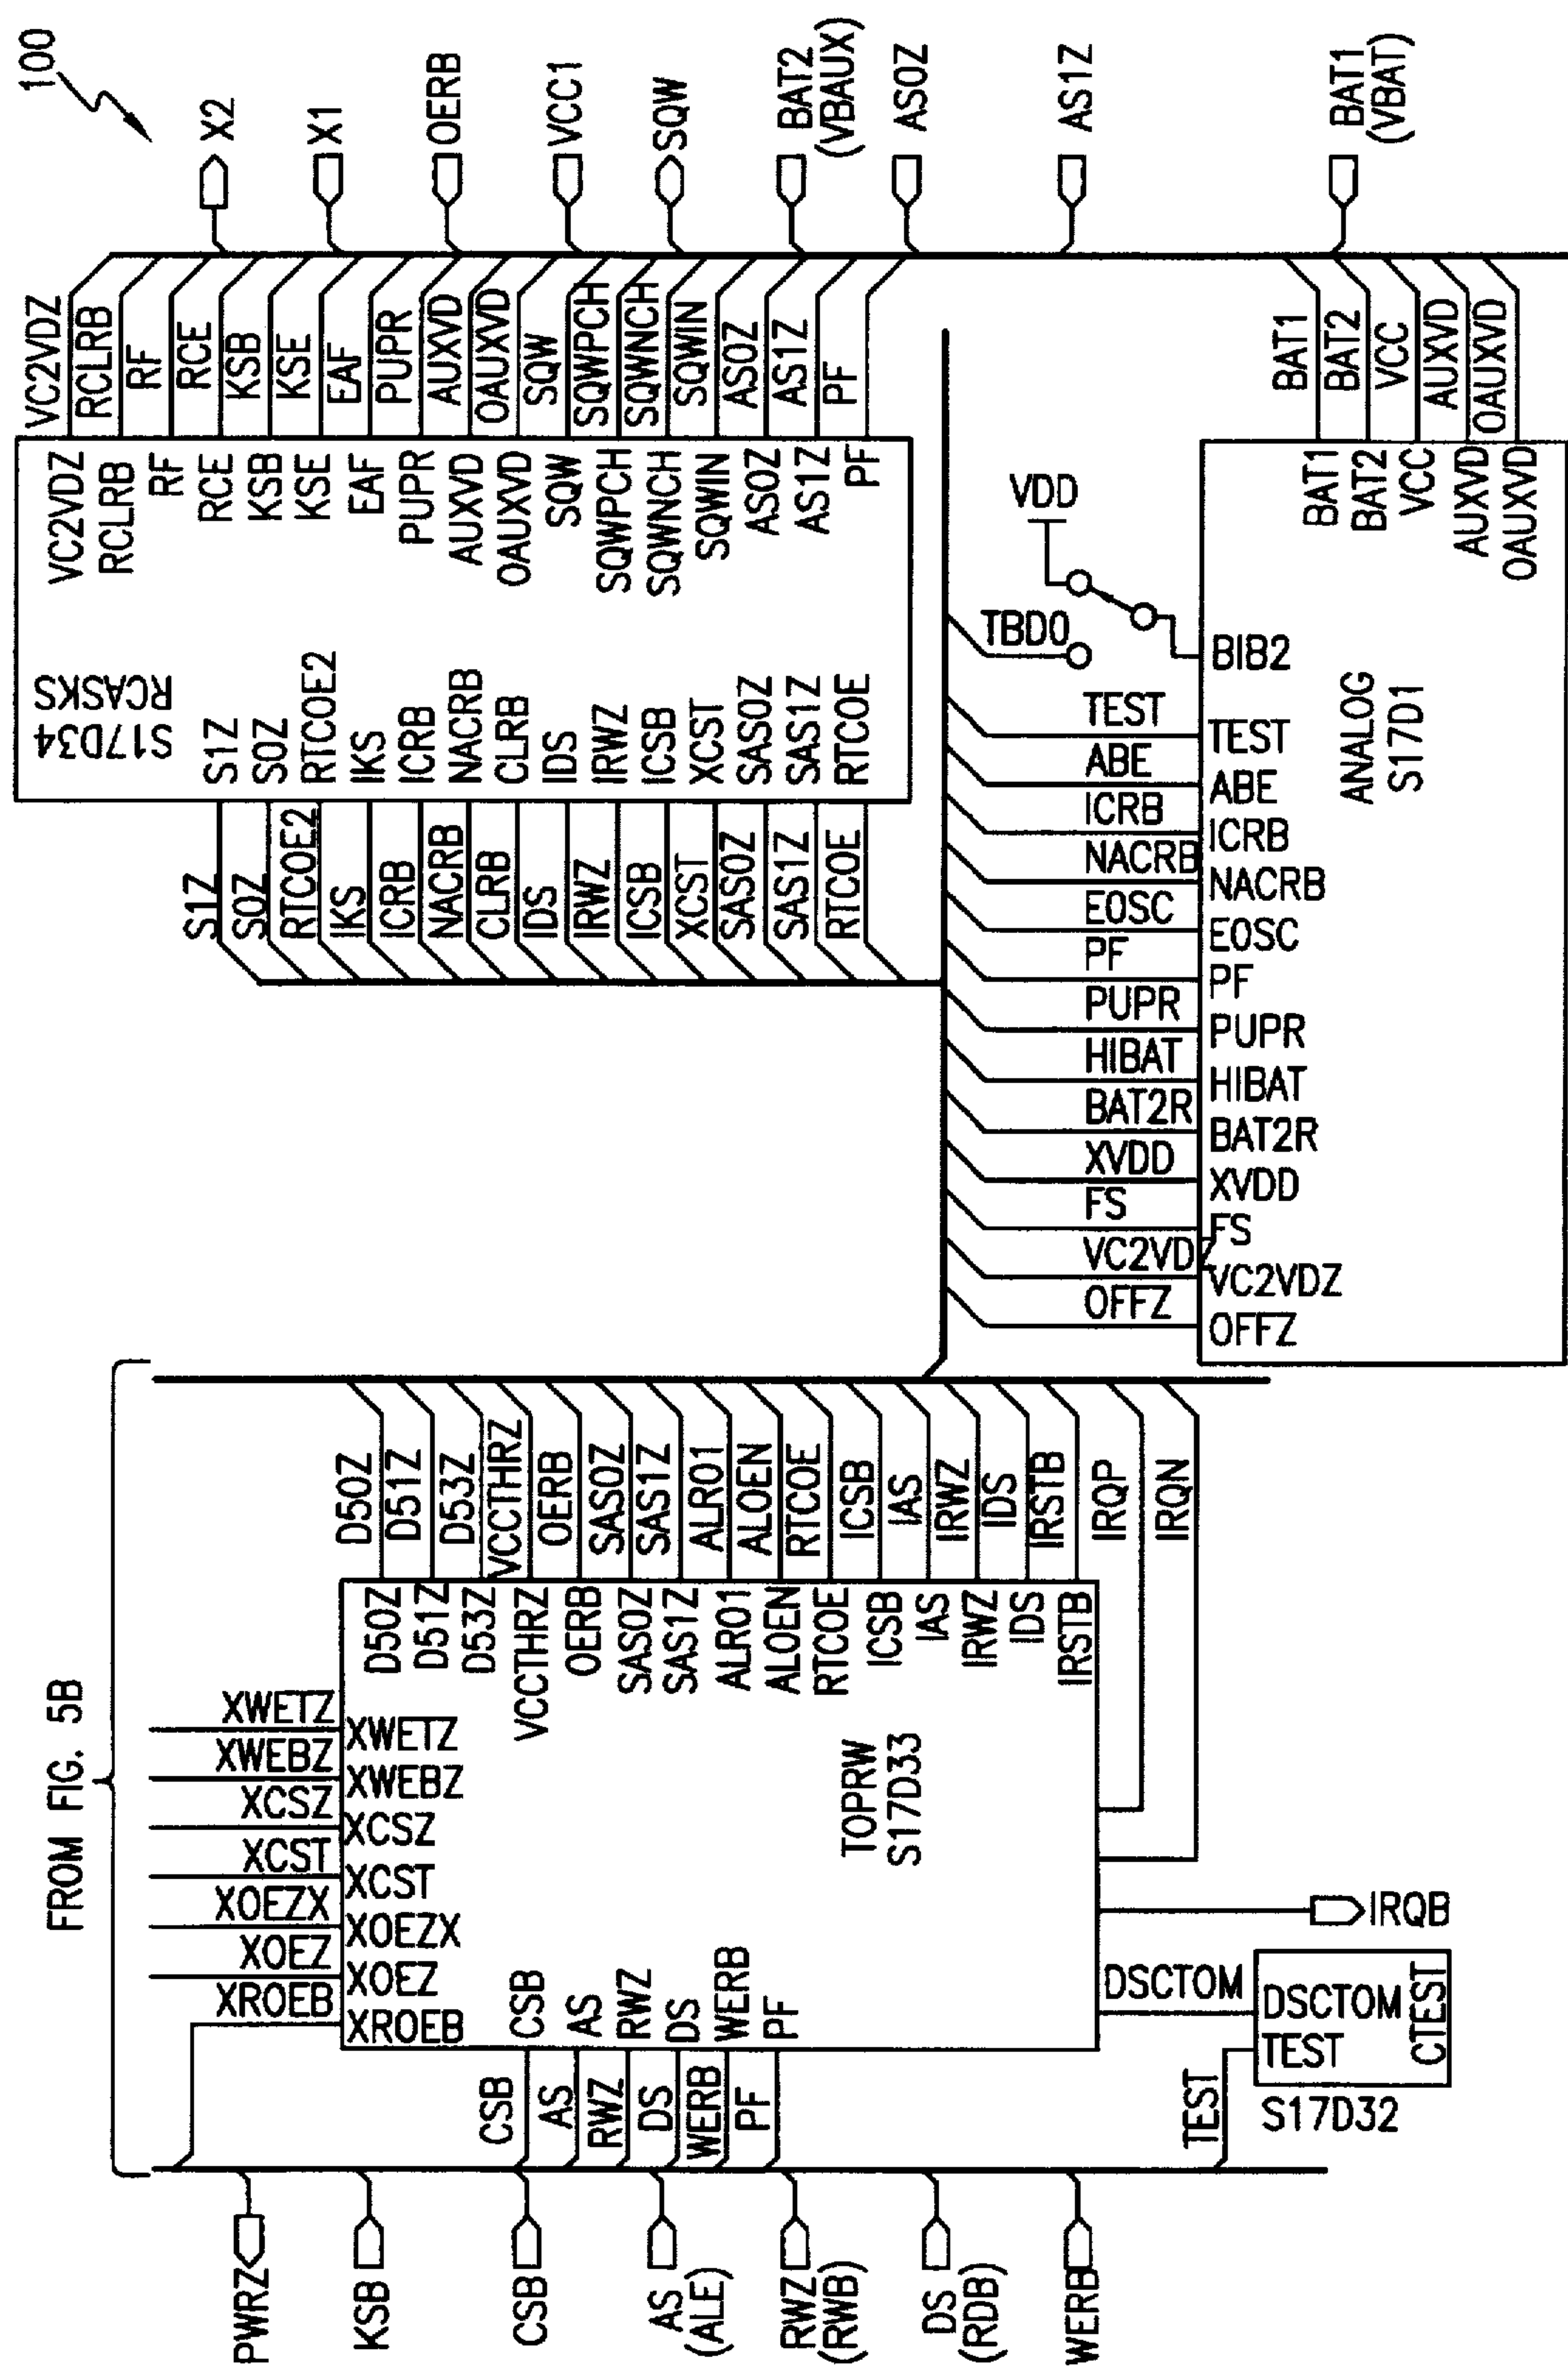 100
FROM FIG. 5B
PWRZ
KSB
CSB
AS
(ALE)
RWZ
(RWB)
DS
(RDB)
WERB
XWETZ
XWEBZ
XCSZ
XCST
XOEZX
XOEZ
XROEB
XWETZ
XWEBZ
XCSZ
XCST
XOEZX
XOEZ
XROEB
CSB
AS
RWZ
DS
WERB
PF
CSB
AS
RWZ
DS
WERB
PF
TOPRW
S17D33
D50Z
D51Z
D53Z
VCCTHRZ
OERB
SAS0Z
SAS1Z
ALRO1
ALOEN
RTCOE
ICSB
IAS
IRWZ
IDS
IRSTB
D50Z
D51Z
D53Z
VCCTHRZ
OERB
SAS0Z
SAS1Z
ALRO1
ALOEN
RTCOE
ICSB
IAS
IRWZ
IDS
IRSTB
IRQP
IRQN
IRQB
DSCTOM
TEST
DSCTOM
TEST
CTEST
S17D32
S1Z
S0Z
RTCOE2
IKS
ICRB
NACRB
CLRB
IDS
IRWZ
ICSB
XCST
SAS0Z
SAS1Z
RTCOE
S1Z
S0Z
RTCOE2
IKS
ICRB
NACRB
CLRB
IDS
IRWZ
ICSB
XCST
SAS0Z
SAS1Z
RTCOE
S17D34
RCASKS
VC2VDZ
RCLRB
RF
RCE
KSB
KSE
EAF
PUPR
AUXVD
OAUXVD
SQW
SQWPCH
SQWNCH
SQWIN
AS0Z
AS1Z
PF
VC2VDZ
RCLRB
RF
RCE
KSB
KSE
EAF
PUPR
AUXVD
OAUXVD
SQW
SQWPCH
SQWNCH
SQWIN
AS0Z
AS1Z
PF
X2
X1
OERB
VCC1
SQW
BAT2
(VBAUX)
AS0Z
AS1Z
BAT1
(VBAT)
VDD
TBD0
TEST
ABE
ICRB
NACRB
EOSC
PF
PUPR
HIBAT
BAT2R
XVDD
FS
VC2VDZ
OFFZ
BIB2
TEST
ABE
ICRB
NACRB
EOSC
PF
PUPR
HIBAT
BAT2R
XVDD
FS
VC2VDZ
OFFZ
ANALOG
S17D1
BAT1
BAT2
VCC
AUXVD
OAUXVD
BAT1
BAT2
VCC
AUXVD
OAUXVD